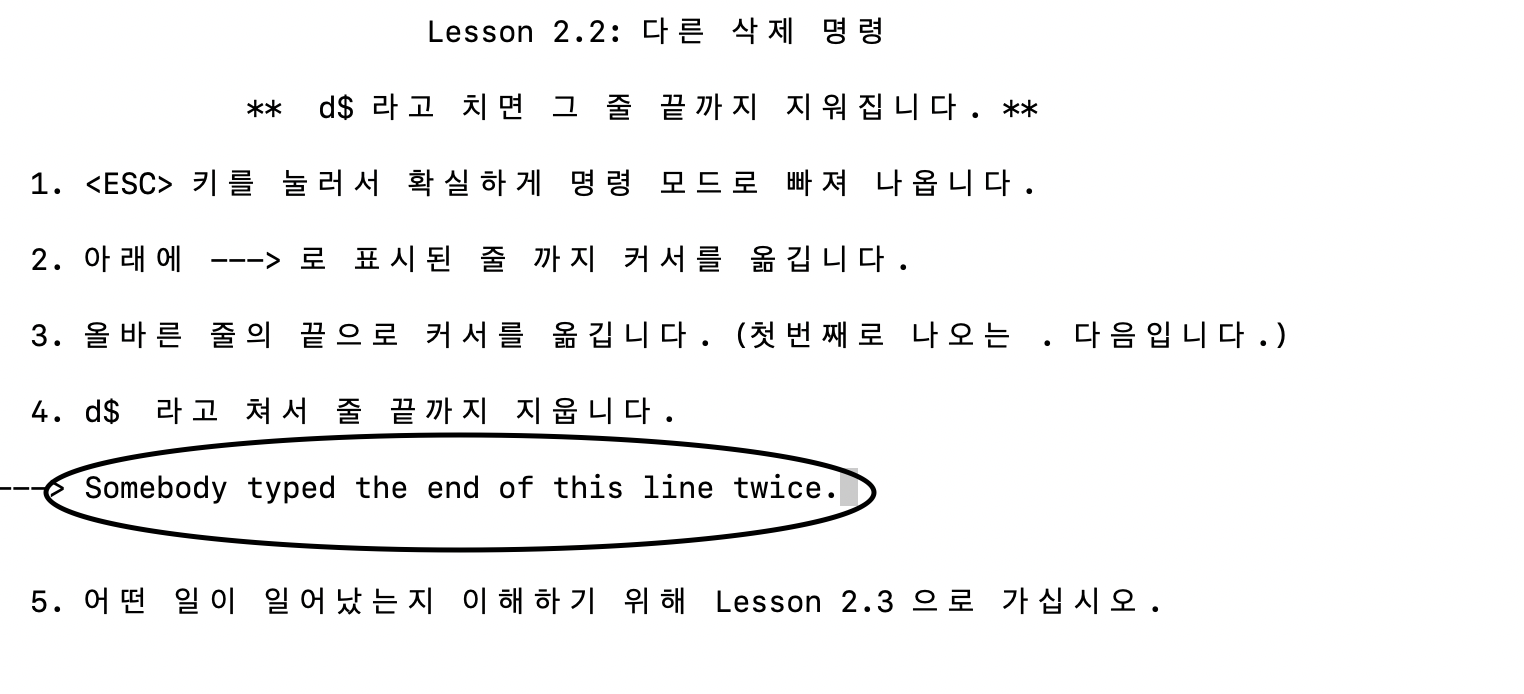 Lesson 2.2: 다른 삭제 명령
** d$ 라고 치면 그 줄 끝까지 지워집니다. **
1. <ESC> 키를 눌러서 확실하게 명령 모드로 빠져 나옵니다.
2. 아래에 ---> 로 표시된 줄 까지 커서를 옮깁니다.
3. 올바른 줄의 끝으로 커서를 옮깁니다. (첫번째로 나오는 . 다음입니다.)
4. d$ 라고 쳐서 줄 끝까지 지웁니다.
---> Somebody typed the end of this line twice.
5. 어떤 일이 일어났는지 이해하기 위해 Lesson 2.3 으로 가십시오.